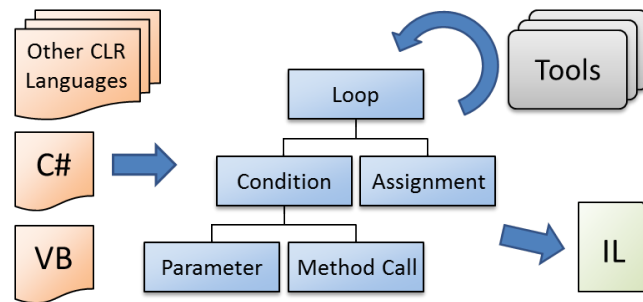 Other CLR
Languages
Tools
Loop
C#
Condition
Assignment
VB
Parameter
Method Call
IL